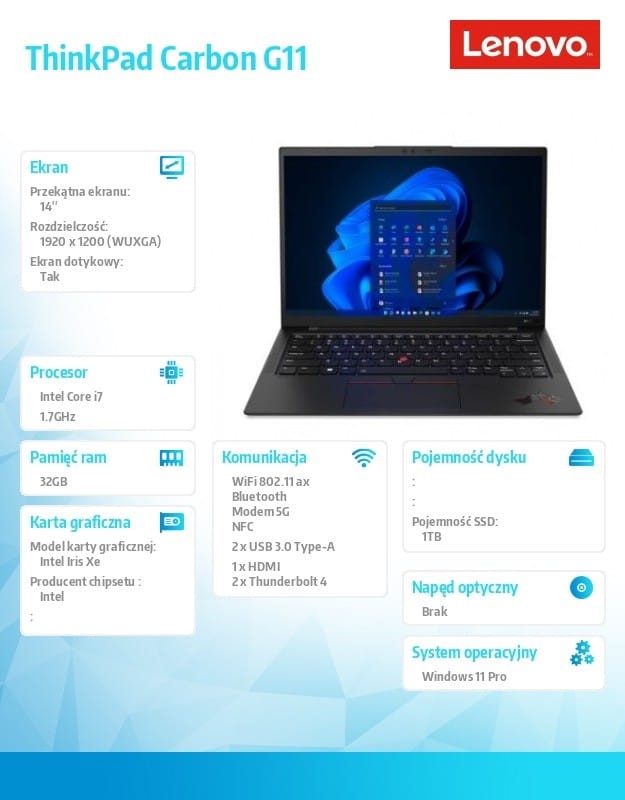 ThinkPad Carbon G11
Lenovo
Ekran
Przekątna ekranu:
14"
Rozdzielczość:
1920 x 1200 (WUXGA)
Ekran dotykowy:
Tak
Procesor
Intel Core i7
1.7GHz
Pamięć ram
32GB
Karta graficzna
Model karty graficznej:
Intel Iris Xe
Producent chipsetu :
Intel
:
Komunikacja
WiFi 802.11 ax
Bluetooth
Modem 5G
NFC
2 x USB 3.0 Type-A
1 x HDMI
2 x Thunderbolt 4
Pojemność dysku
:
:
Pojemność SSD:
1TB
Napęd optyczny
Brak
System operacyjny
Windows 11 Pro